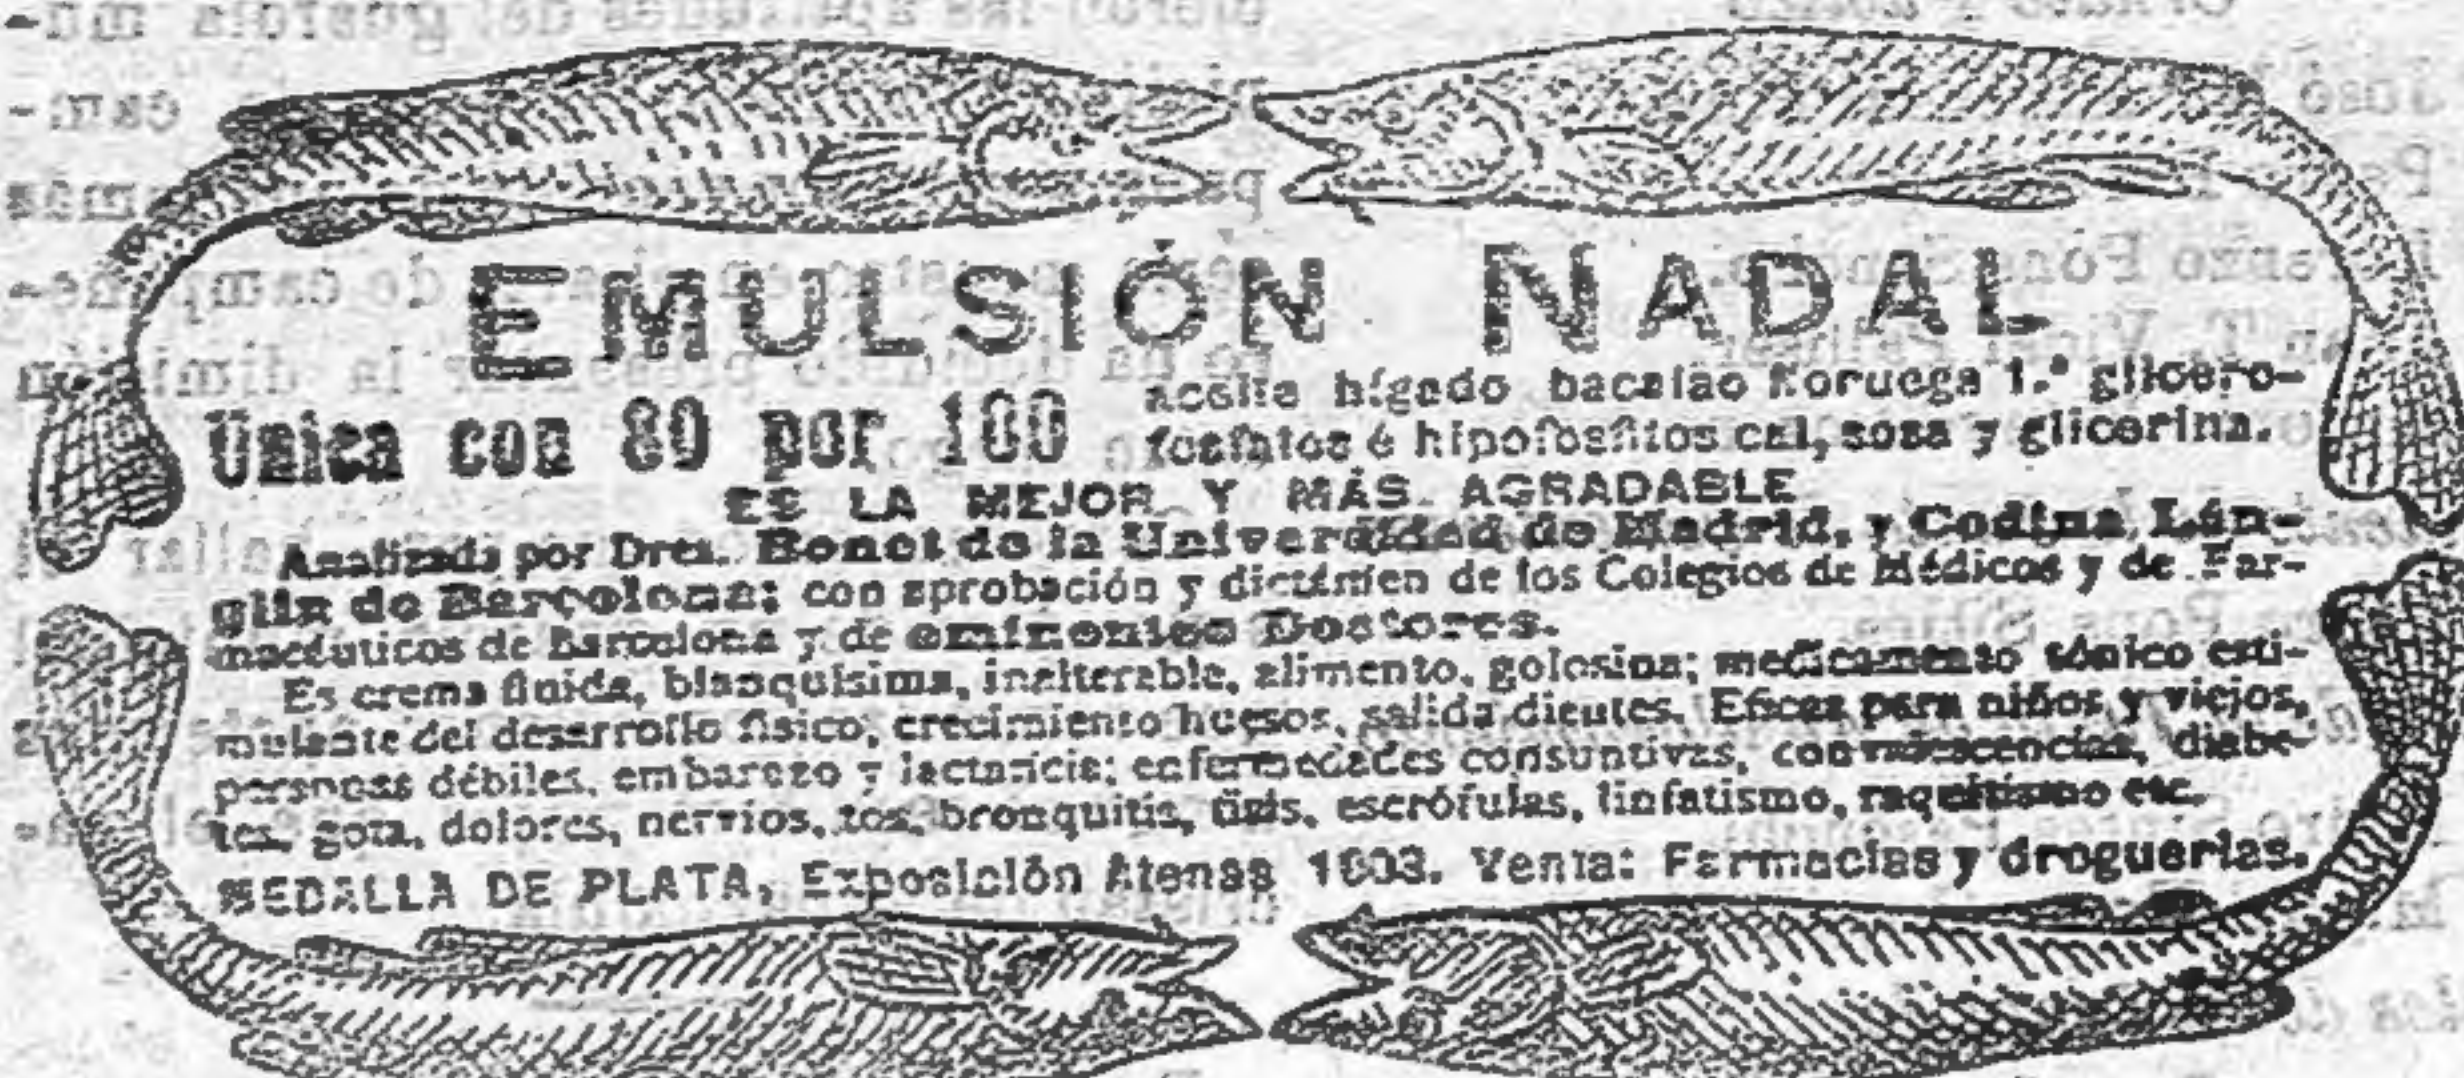 EMULSIÓN NADAL
Única con 80 por 100 aceite hígado bacalao Noruega 1.ª glicero-
fosfatos é hipofosfitos cal, sosa y glicerina.
ES LA MEJOR Y MÁS AGRADABLE
Analizada por Dres. Bonet de la Universidad de Madrid, y Codina Län-
glin de Barcelona; con aprobación y dictámen de los Colegios de Médicos y de Far-
macéuticos de Barcelona y de eminentes Doctores.
Es crema fluida, blanquísima, inalterable, alimento, golosina; medicamento tónico esti-
mulante del desarrollo físico, crecimiento huesos, salida dientes. Eficaz para niños y viejos,
personas débiles, embarazo y lactancia; enfermedades consuntivas, convalescencias, diabe-
tes, gota, dolores, nervios, tos, bronquitis, tisis, escrófulas, linfatismo, raquitismo etc.
MEDALLA DE PLATA, Exposición Atenas 1903. Venta: Farmacias y droguerías.